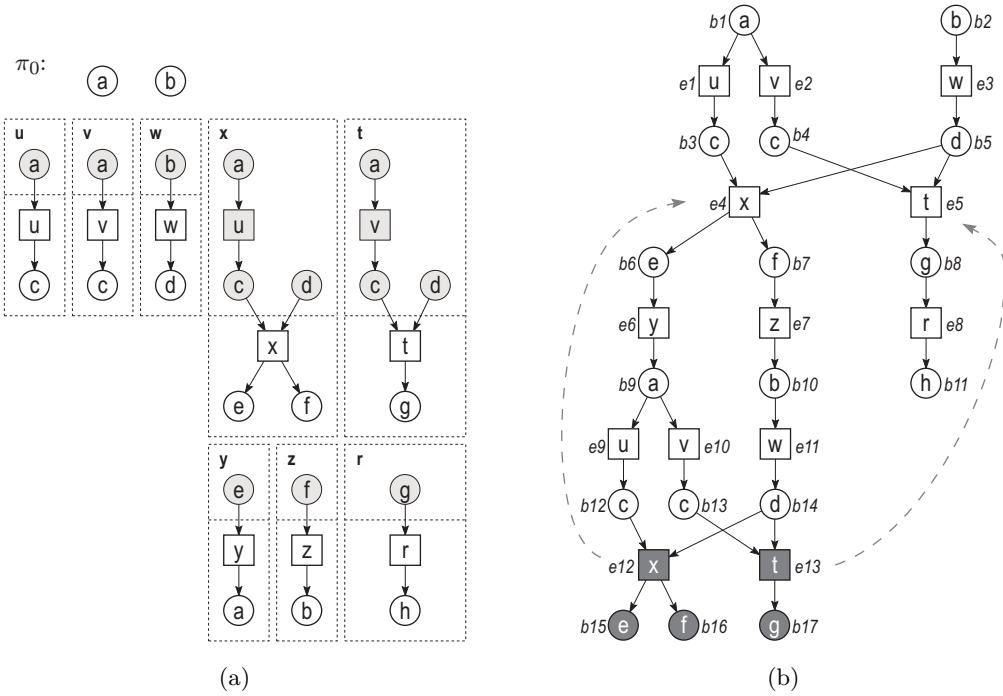 π0:
a b
u v w x t
a a b a a
u v w u v
c c d c d c d
x t
e f g
y z r
e f g
y z r
a b h
(a)
b1 a b b2
e1 u v e2 w e3
b3 c c b4 d b5
e4 x t e5
b6 e f b7 g b8
e6 y z e7 r e8
b9 a b b10 h b11
e9 u v e10 w e11
b12 c c b13 d b14
e12 x t e13
b15 e f b16 g b17
(b)